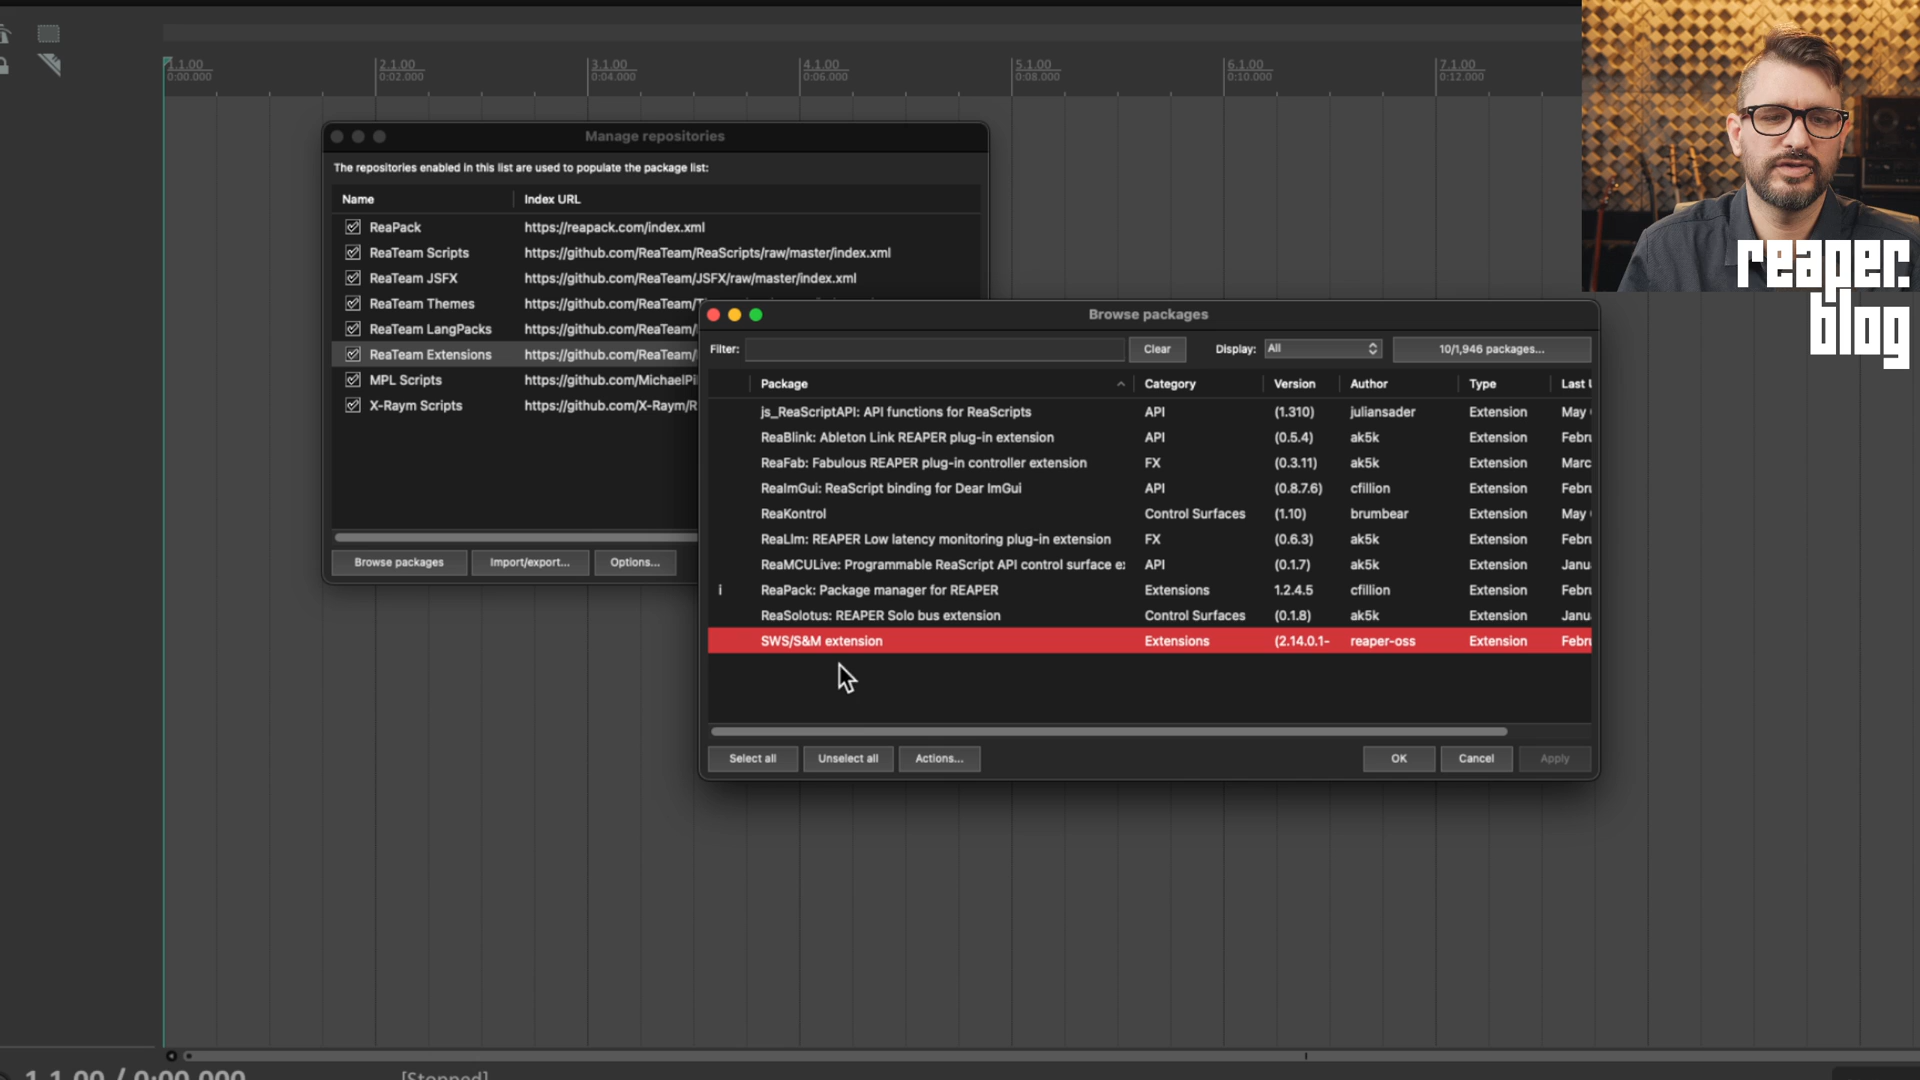 1.1.00
0:00.000
2.1.00
0:02.000
3.1.00
0:04.000
4.1.00
0:06.000
5.1.00
0:08.000
6.1.00
0:10.000
7.1.00
0:12.000
reaper.
blog
Manage repositories
The repositories enabled in this list are used to populate the package list:
Name Index URL
ReaPack https://reapack.com/index.xml
ReaTeam Scripts https://github.com/ReaTeam/ReaScripts/raw/master/index.xml
ReaTeam JSFX https://github.com/ReaTeam/JSFX/raw/master/index.xml
ReaTeam Themes https://github.com/ReaTeam/T
ReaTeam LangPacks https://github.com/ReaTeam/
ReaTeam Extensions https://github.com/ReaTeam/
MPL Scripts https://github.com/MichaelPi
X-Raym Scripts https://github.com/X-Raym/R
Browse packages Import/export... Options...
Browse packages
Filter: Clear Display: All 10/1,946 packages...
Package Category Version Author Type Last U
js_ReaScriptAPI: API functions for ReaScripts API (1.310) juliansader Extension May
ReaBlink: Ableton Link REAPER plug-in extension API (0.5.4) ak5k Extension Febru
ReaFab: Fabulous REAPER plug-in controller extension FX (0.3.11) ak5k Extension Marc
ReaImGui: ReaScript binding for Dear ImGui API (0.8.7.6) cfillion Extension Febru
ReaKontrol Control Surfaces (1.10) brumbear Extension May
ReaLlm: REAPER Low latency monitoring plug-in extension FX (0.6.3) ak5k Extension Febru
ReaMCULive: Programmable ReaScript API control surface e: API (0.1.7) ak5k Extension Janu
i ReaPack: Package manager for REAPER Extensions 1.2.4.5 cfillion Extension
ReaSolotus: REAPER Solo bus extension Control Surfaces (0.1.8) ak5k Extension Janu
SWS/S&M extension Extensions (2.14.0.1- reaper-oss Extension Febru
Select all Unselect all Actions... OK Cancel Apply
1.1.00 / 0:00.000 [Stopped]